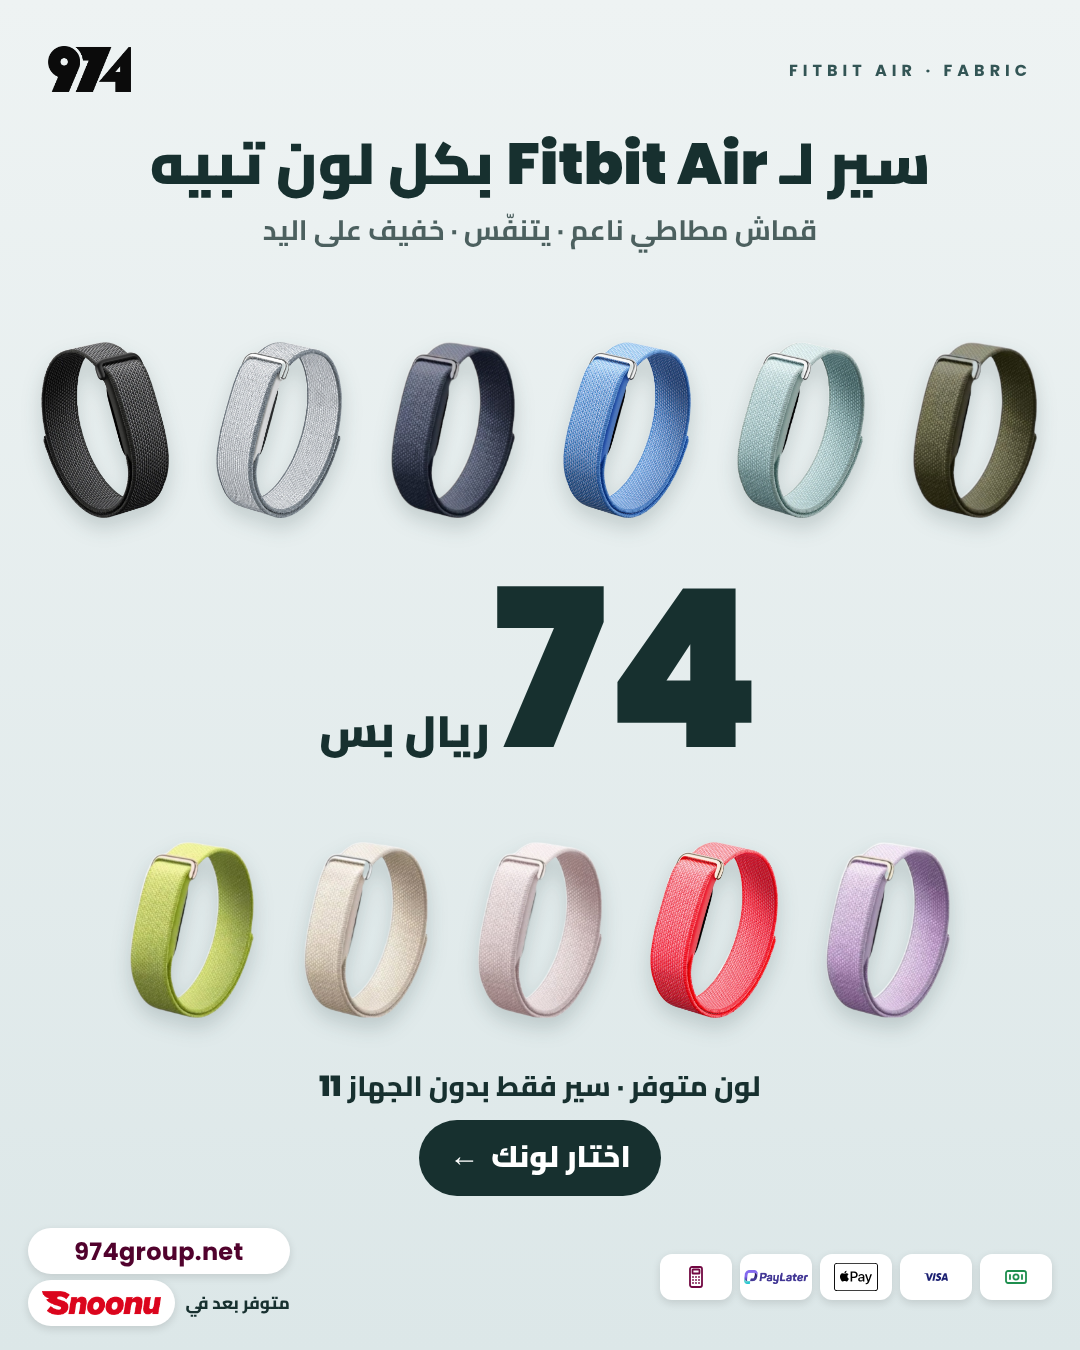 974
FITBIT AIR · FABRIC
سير لـ Fitbit Air بكل لون تبيه
قماش مطاطي ناعم · يتنفّس · خفيف على اليد
74 ريال بس
11 لون متوفر · سير فقط بدون الجهاز
اختار لونك ←
974group.net
متوفر بعد في Snoonu
PayLater
Pay
VISA